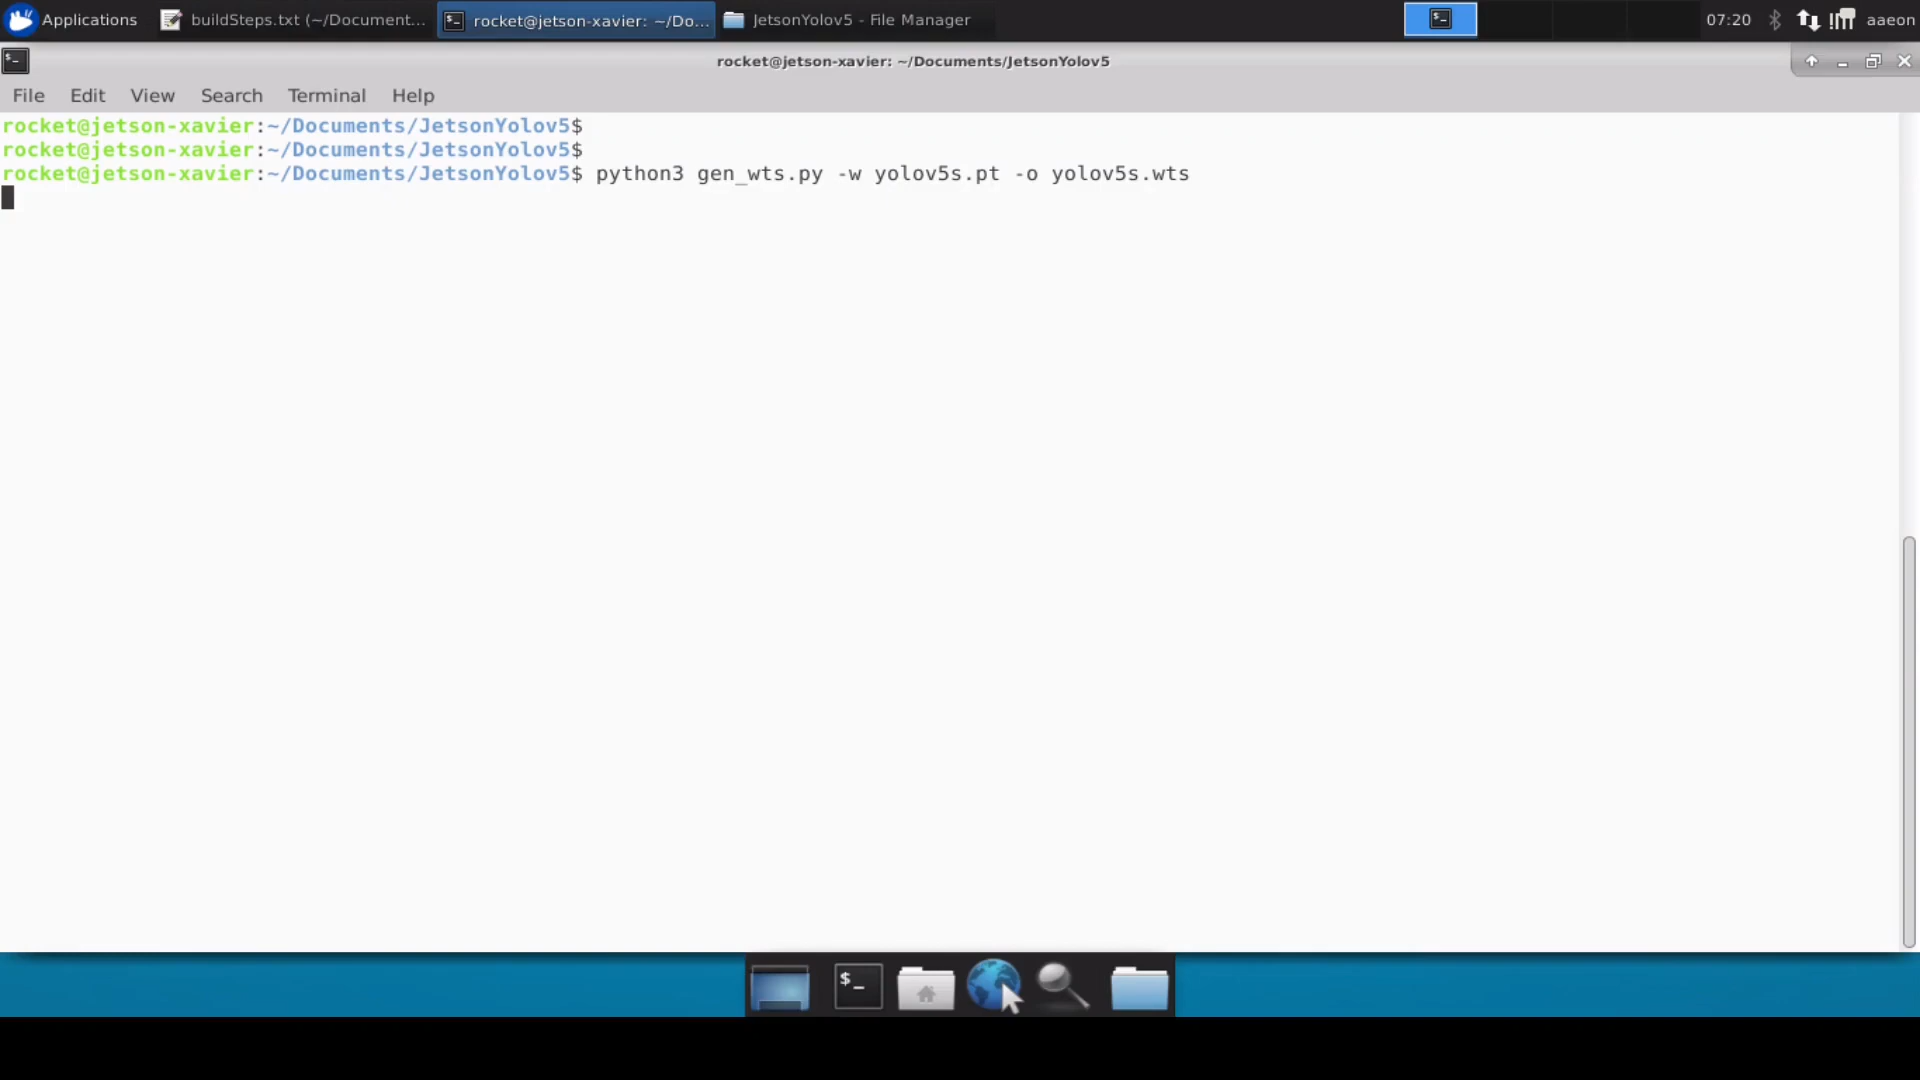 Applications
buildSteps.txt (~/Document...
rocket@jetson-xavier: ~/Do...
JetsonYolov5 - File Manager
07:20
aaeon
rocket@jetson-xavier: ~/Documents/JetsonYolov5
File Edit View Search Terminal Help
rocket@jetson-xavier:~/Documents/JetsonYolov5$
rocket@jetson-xavier:~/Documents/JetsonYolov5$
rocket@jetson-xavier:~/Documents/JetsonYolov5$ python3 gen_wts.py -w yolov5s.pt -o yolov5s.wts
$_